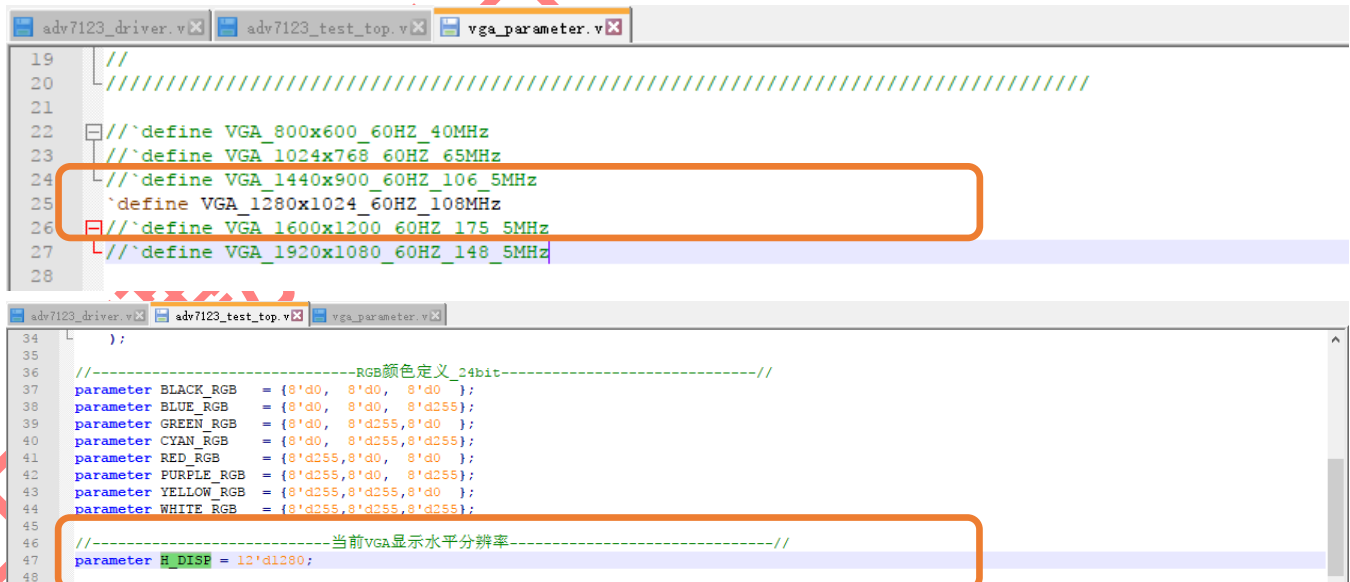 adv7123_driver.v adv7123_test_top.v vga_parameter.v
19 //
20 //////////////////////////////////////////////////////////////////////////////////
21
22 //`define VGA_800x600_60HZ_40MHz
23 //`define VGA_1024x768_60HZ_65MHz
24 //`define VGA_1440x900_60HZ_106_5MHz
25 `define VGA_1280x1024_60HZ_108MHz
26 //`define VGA_1600x1200_60HZ_175_5MHz
27 //`define VGA_1920x1080_60HZ_148_5MHz
28
adv7123_driver.v adv7123_test_top.v vga_parameter.v
34 );
35
36 //-------------------------------RGB颜色定义_24bit------------------------------//
37 parameter BLACK_RGB = {8'd0, 8'd0, 8'd0 };
38 parameter BLUE_RGB = {8'd0, 8'd0, 8'd255};
39 parameter GREEN_RGB = {8'd0, 8'd255,8'd0 };
40 parameter CYAN_RGB = {8'd0, 8'd255,8'd255};
41 parameter RED_RGB = {8'd255,8'd0, 8'd0 };
42 parameter PURPLE_RGB = {8'd255,8'd0, 8'd255};
43 parameter YELLOW_RGB = {8'd255,8'd255,8'd0 };
44 parameter WHITE_RGB = {8'd255,8'd255,8'd255};
45
46 //----------------------------当前VGA显示水平分辨率-------------------------------//
47 parameter H_DISP = 12'd1280;
48